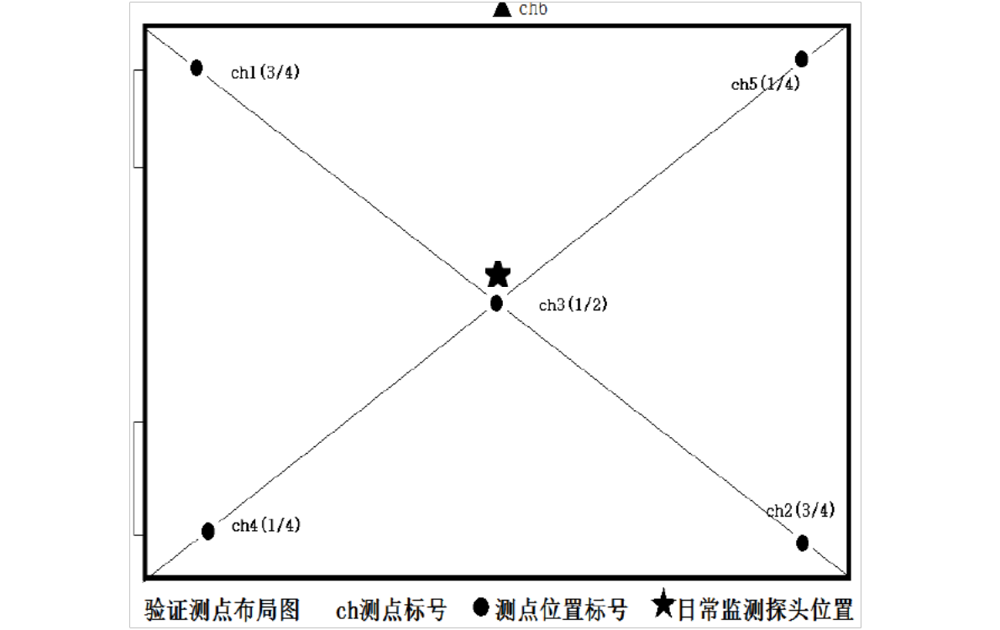 ch6
ch1(3/4)
ch5(1/4)
ch3(1/2)
ch2(3/4)
ch4(1/4)
验证测点布局图 ch测点标号 测点位置标号 日常监测探头位置